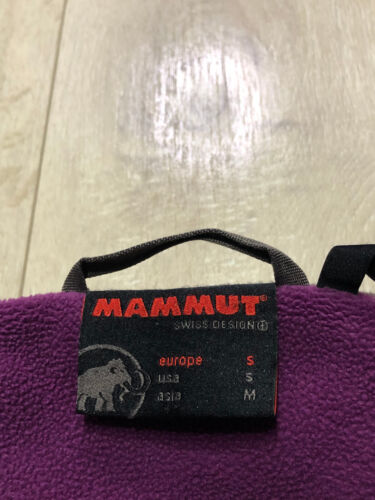 MAMMUT®
SWISS DESIGN
europe S
usa S
asia M